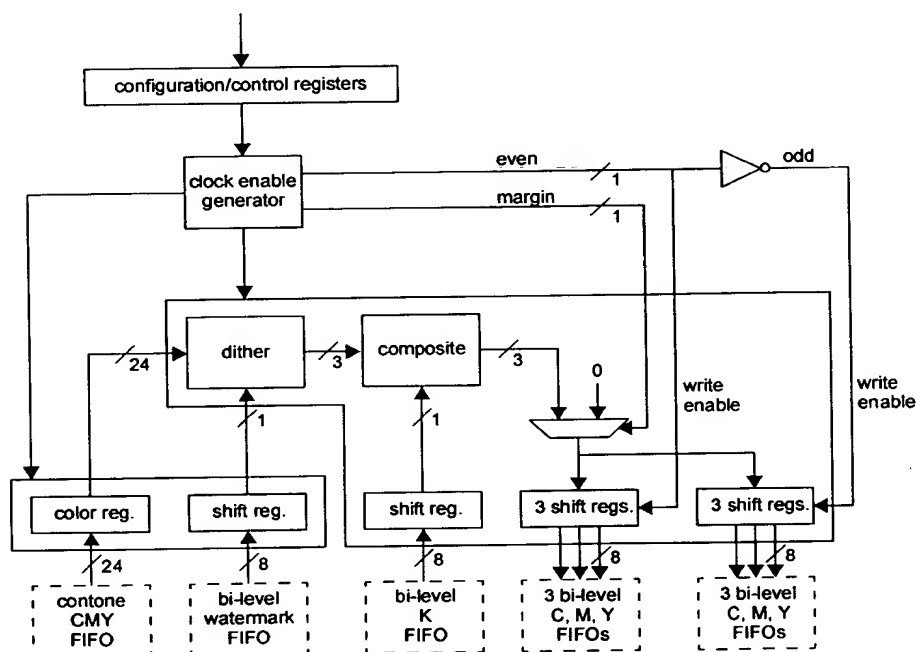 configuration/control registers
clock enable
generator
even
1
odd
margin
1
dither
composite
24
3
3
0
1
1
write
enable
write
enable
color reg.
shift reg.
shift reg.
3 shift regs.
3 shift regs.
24
8
8
8
8
contone
CMY
FIFO
bi-level
watermark
FIFO
bi-level
K
FIFO
3 bi-level
C, M, Y
FIFOs
3 bi-level
C, M, Y
FIFOs